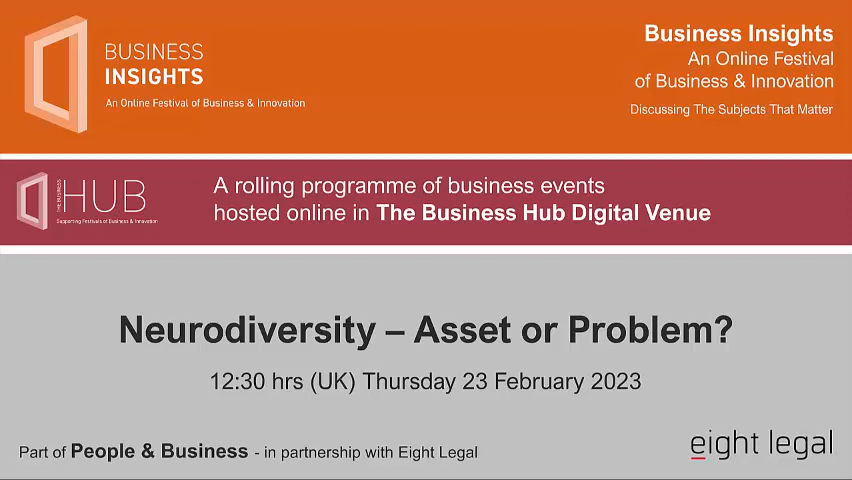 BUSINESS
INSIGHTS
An Online Festival of Business & Innovation
Business Insights
An Online Festival
of Business & Innovation
Discussing The Subjects That Matter
THE BUSINESS
HUB
Supporting Festivals of Business & Innovation
A rolling programme of business events
hosted online in The Business Hub Digital Venue
Neurodiversity – Asset or Problem?
12:30 hrs (UK) Thursday 23 February 2023
Part of People & Business - in partnership with Eight Legal
eight legal